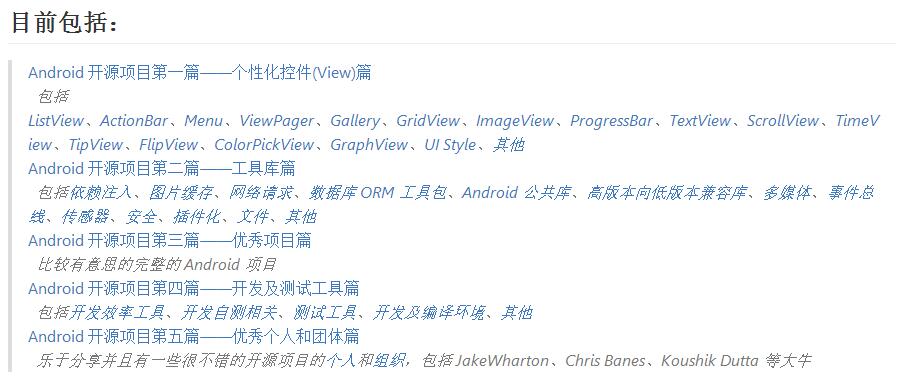 目前包括：
Android 开源项目第一篇——个性化控件(View)篇
包括
ListView、ActionBar、Menu、ViewPager、Gallery、GridView、ImageView、ProgressBar、TextView、ScrollView、TimeV
iew、TipView、FlipView、ColorPickView、GraphView、UI Style、其他
Android 开源项目第二篇——工具库篇
包括依赖注入、图片缓存、网络请求、数据库 ORM 工具包、Android 公共库、高版本向低版本兼容库、多媒体、事件总
线、传感器、安全、插件化、文件、其他
Android 开源项目第三篇——优秀项目篇
比较有意思的完整的 Android 项目
Android 开源项目第四篇——开发及测试工具篇
包括开发效率工具、开发自测相关、测试工具、开发及编译环境、其他
Android 开源项目第五篇——优秀个人和团体篇
乐于分享并且有一些很不错的开源项目的个人和组织，包括 JakeWharton、Chris Banes、Koushik Dutta 等大牛